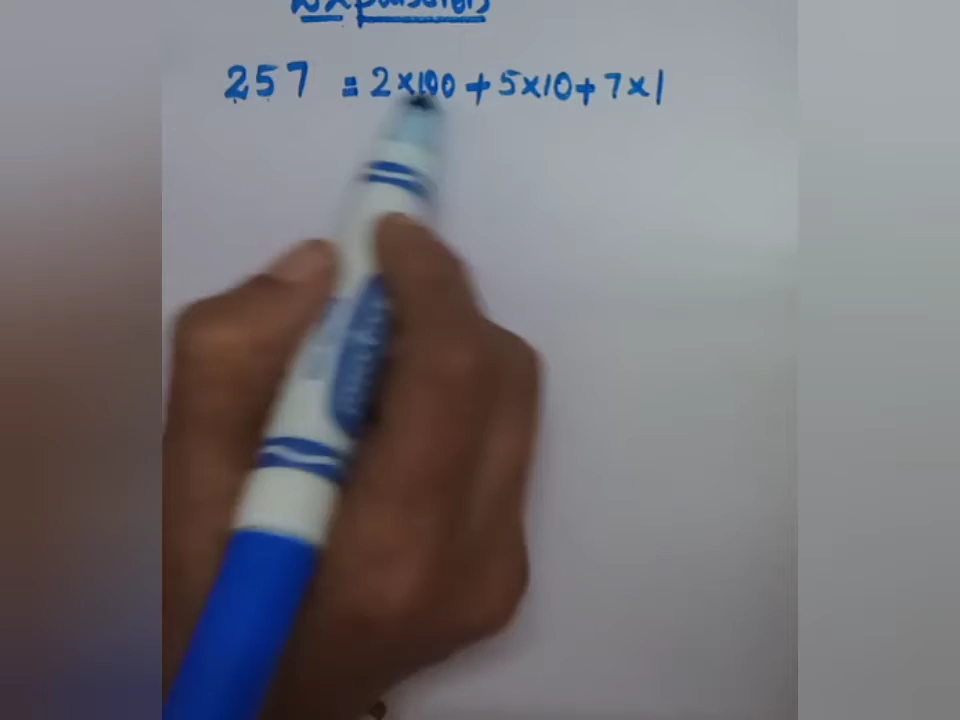 257 = 2×100 + 5×10 + 7×1